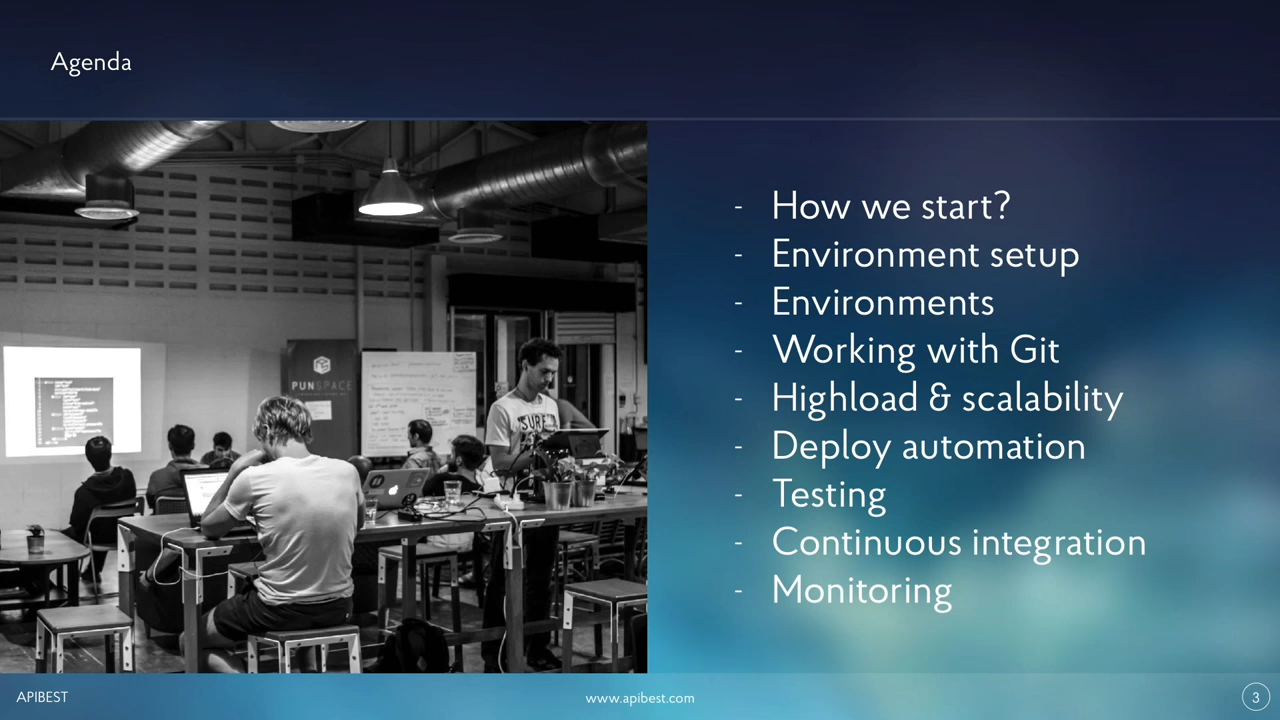 Agenda
PUNSPACE
SURF
- How we start?
- Environment setup
- Environments
- Working with Git
- Highload & scalability
- Deploy automation
- Testing
- Continuous integration
- Monitoring
APIBEST
www.apibest.com
3